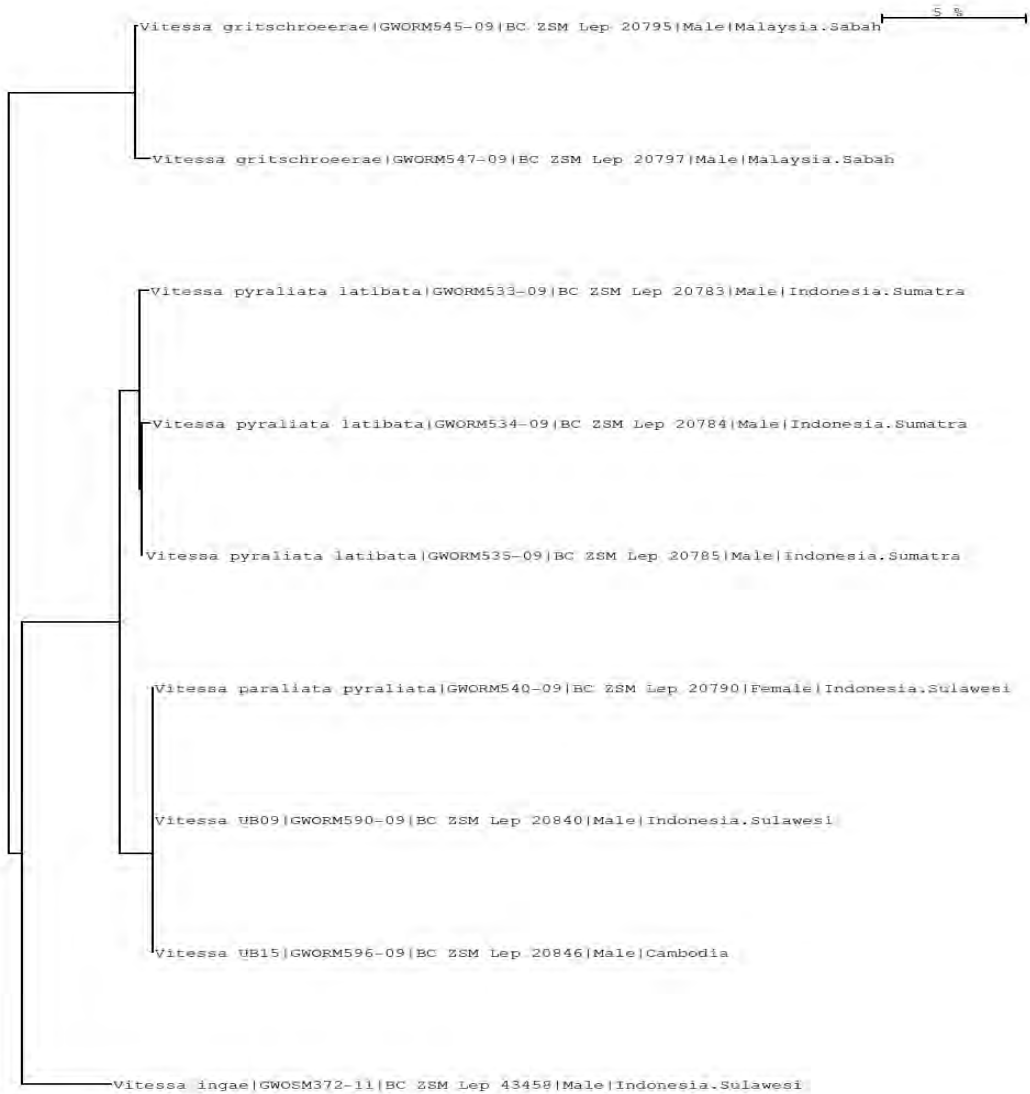 5 %
Vitessa gritschroeerae|GWORM545-09|BC ZSM Lep 20795|Male|Malaysia.Sabah
Vitessa gritschroeerae|GWORM547-09|BC ZSM Lep 20797|Male|Malaysia.Sabah
Vitessa pyraliata latibata|GWORM533-09|BC ZSM Lep 20783|Male|Indonesia.Sumatra
Vitessa pyraliata latibata|GWORM534-09|BC ZSM Lep 20784|Male|Indonesia.Sumatra
Vitessa pyraliata latibata|GWORM535-09|BC ZSM Lep 20785|Male|Indonesia.Sumatra
Vitessa paraliata pyraliata|GWORM540-09|BC ZSM Lep 20790|Female|Indonesia.Sulawesi
Vitessa UB09|GWORM590-09|BC ZSM Lep 20840|Male|Indonesia.Sulawesi
Vitessa UB15|GWORM596-09|BC ZSM Lep 20846|Male|Cambodia
Vitessa ingae|GWOSM372-11|BC ZSM Lep 43458|Male|Indonesia.Sulawesi